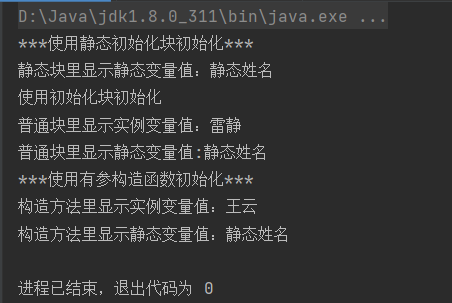 D:\Java\jdk1.8.0_311\bin\java.exe ...
***使用静态初始化块初始化***
静态块里显示静态变量值：静态姓名
使用初始化块初始化
普通块里显示实例变量值：雷静
普通块里显示静态变量值:静态姓名
***使用有参构造函数初始化***
构造方法里显示实例变量值：王云
构造方法里显示静态变量值：静态姓名
进程已结束，退出代码为 0